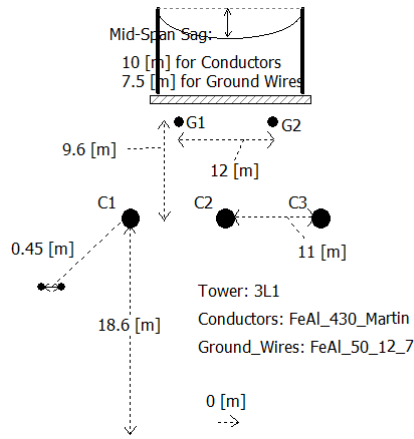 Mid-Span Sag:
10 [m] for Conductors
7.5 [m] for Ground Wires
G1
G2
9.6 [m]
12 [m]
C1
C2
C3
0.45 [m]
11 [m]
18.6 [m]
Tower: 3L1
Conductors: FeAl_430_Martin
Ground_Wires: FeAl_50_12_7
0 [m]